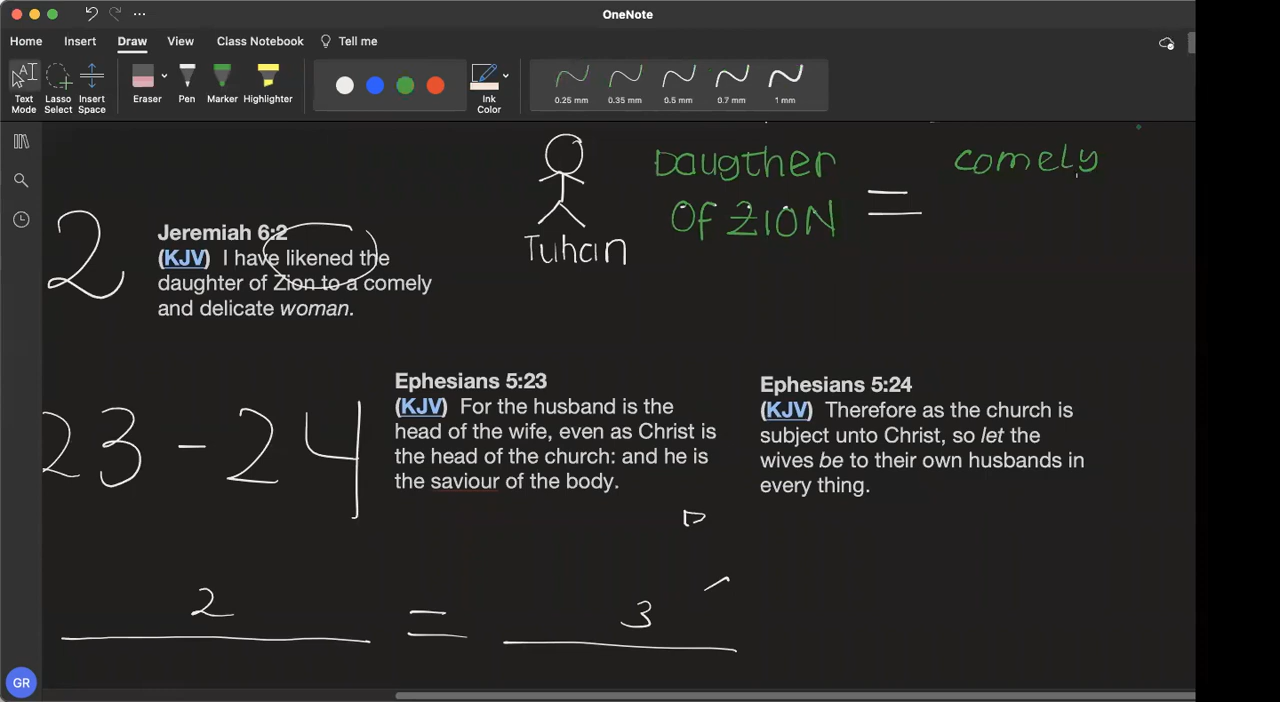 OneNote
Home Insert Draw View Class Notebook Tell me
Text Mode
Lasso Select
Insert Space
Eraser
Pen
Marker
Highlighter
Ink Color
0.25 mm
0.35 mm
0.5 mm
0.7 mm
1 mm
Daugther
Of ZION
=
comely
Tuhan
2
Jeremiah 6:2
(KJV) I have likened the
daughter of Zion to a comely
and delicate woman.
23 - 24
Ephesians 5:23
(KJV) For the husband is the
head of the wife, even as Christ is
the head of the church: and he is
the saviour of the body.
Ephesians 5:24
(KJV) Therefore as the church is
subject unto Christ, so let the
wives be to their own husbands in
every thing.
2 = 3
GR